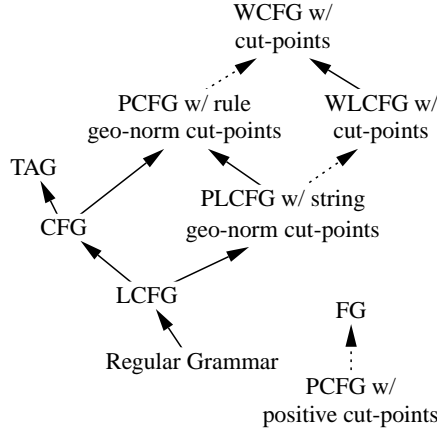 WCFG w/
cut-points
PCFG w/ rule
geo-norm cut-points
WLCFG w/
cut-points
TAG
PLCFG w/ string
geo-norm cut-points
CFG
LCFG
FG
Regular Grammar
PCFG w/
positive cut-points